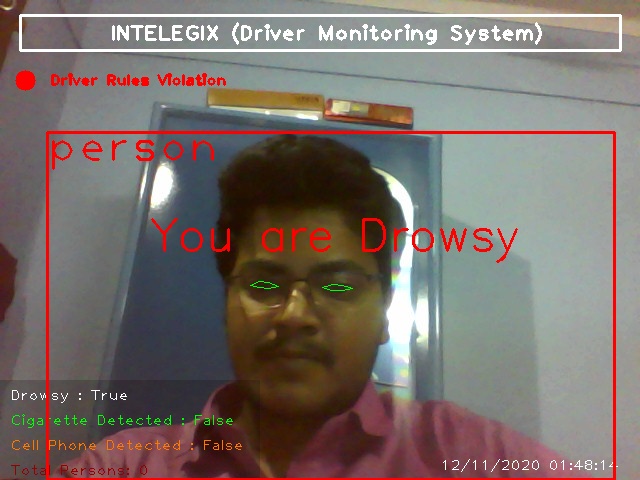 INTELEGIX (Driver Monitoring System)
Driver Rules Violation
person
You are Drowsy
Drowsy : True
Cigarette Detected : False
Cell Phone Detected : False
Total Persons: 0
12/11/2020 01:48:14